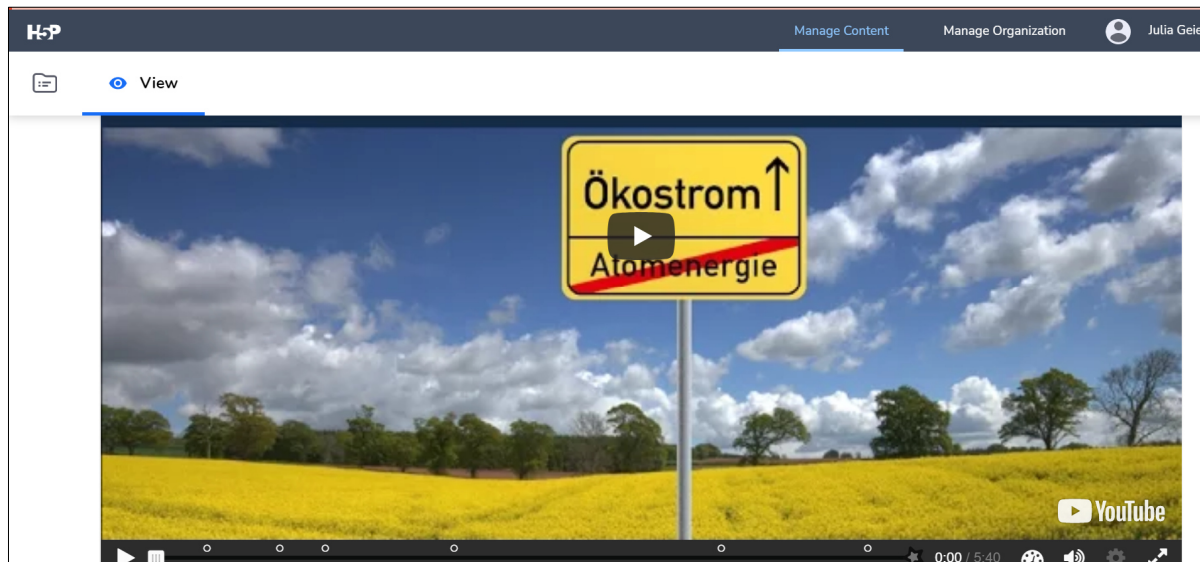 H5P
Manage Content
Manage Organization
Julia Geie
View
Ökostrom
Atomenergie
YouTube
0:00 / 5:40